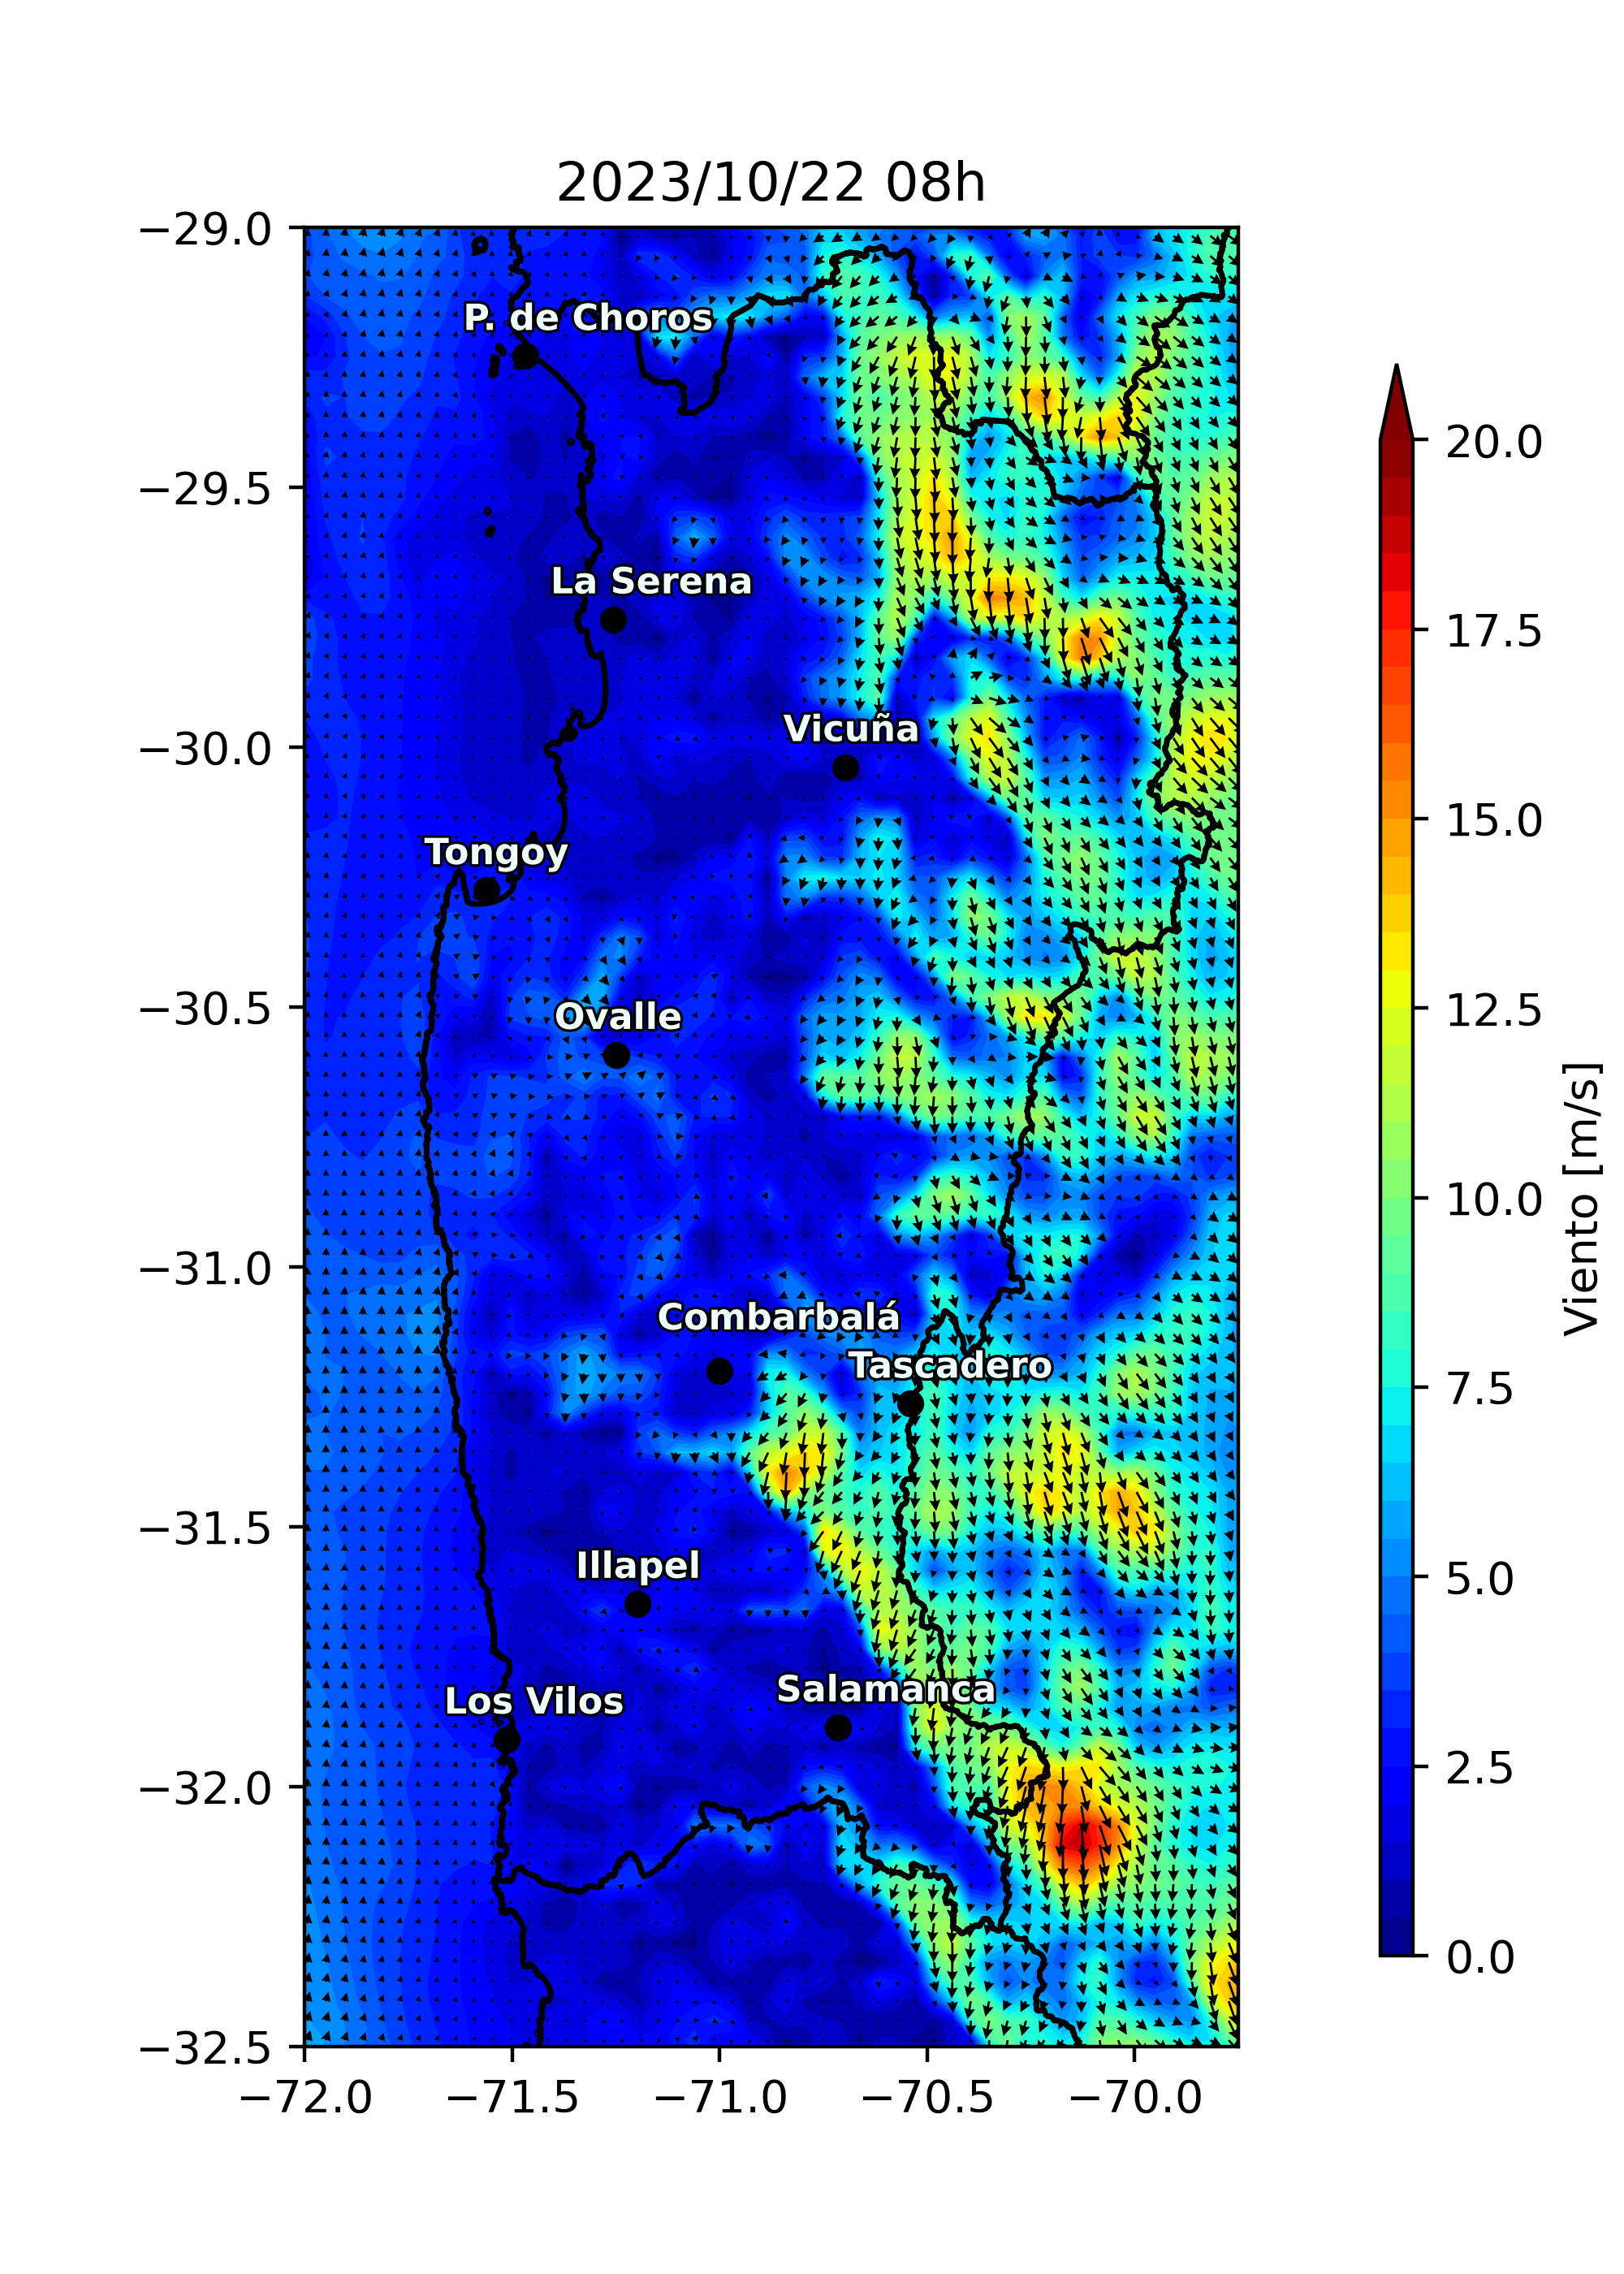 2023/10/22 08h
−29.0
−29.5
−30.0
−30.5
−31.0
−31.5
−32.0
−32.5
−72.0
−71.5
−71.0
−70.5
−70.0
P. de Choros
La Serena
Vicuña
Tongoy
Ovalle
Combarbalá
Tascadero
Illapel
Salamanca
Los Vilos
20.0
17.5
15.0
12.5
10.0
7.5
5.0
2.5
0.0
Viento [m/s]